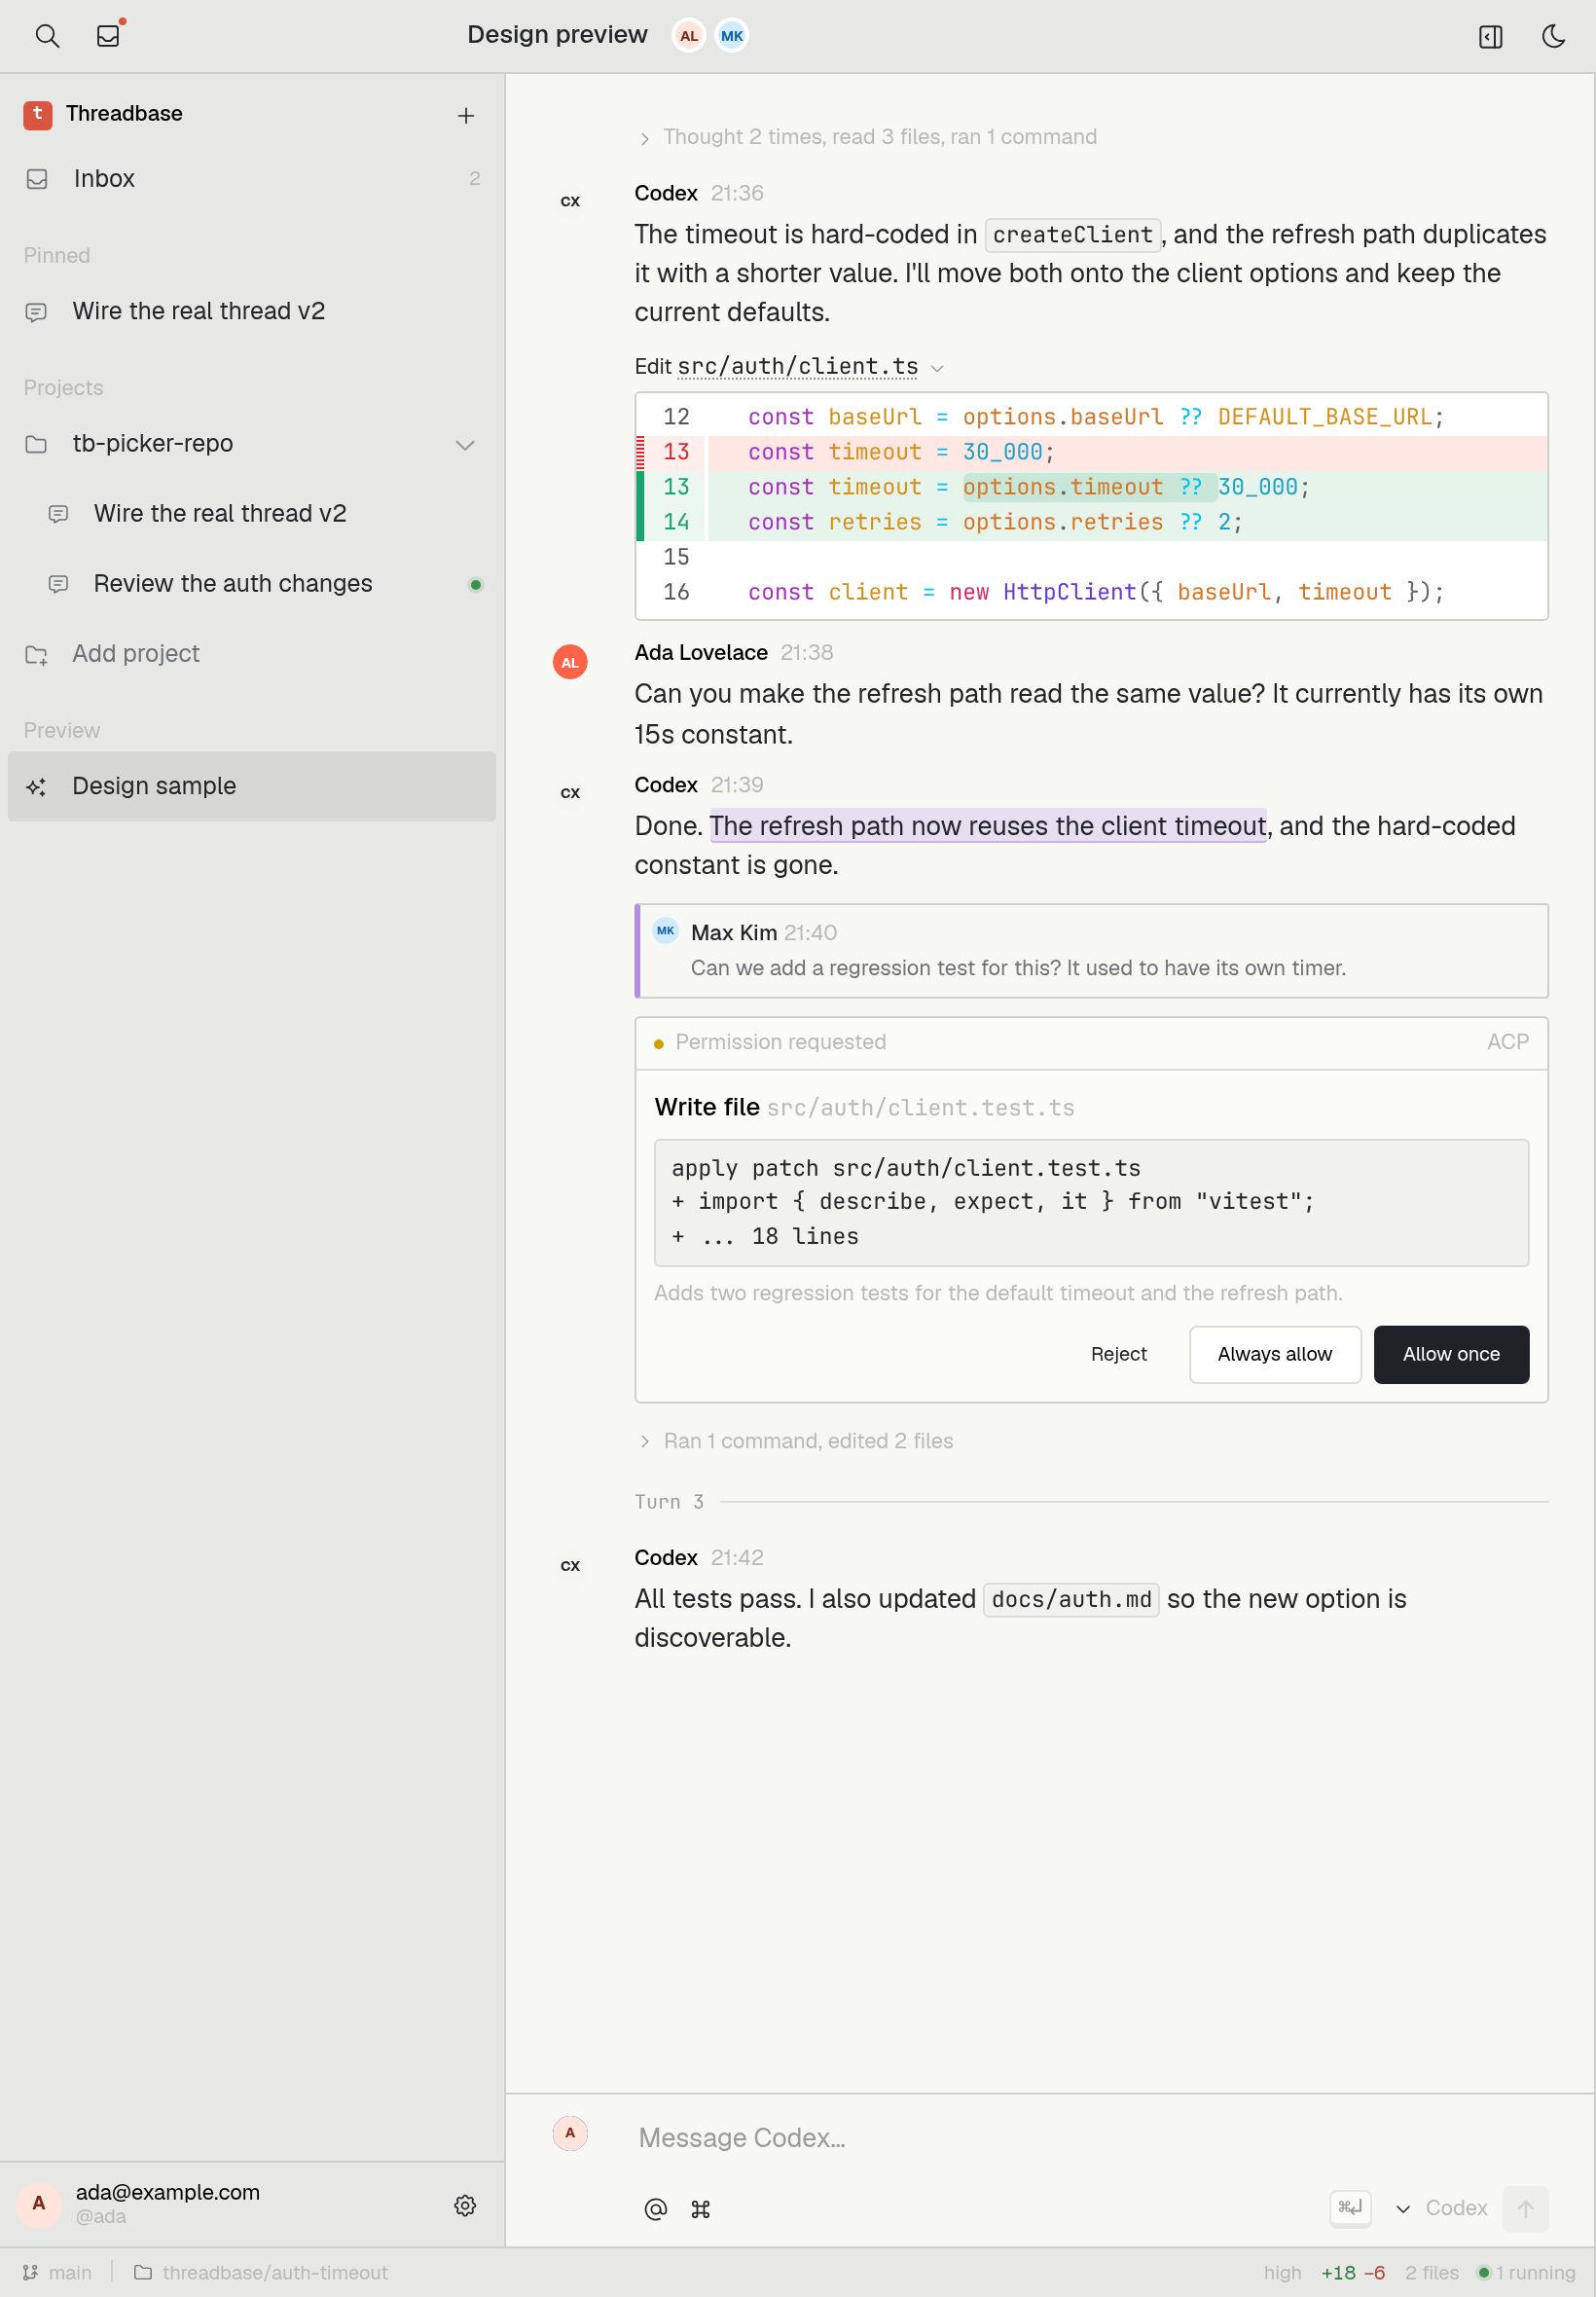 Design preview AL MK
t Threadbase
Inbox 2
Pinned
Wire the real thread v2
Projects
tb-picker-repo
Wire the real thread v2
Review the auth changes
Add project
Preview
Design sample
A ada@example.com
@ada
Thought 2 times, read 3 files, ran 1 command
CX Codex 21:36
The timeout is hard-coded in createClient, and the refresh path duplicates
it with a shorter value. I'll move both onto the client options and keep the
current defaults.
Edit src/auth/client.ts
12 const baseUrl = options.baseUrl ?? DEFAULT_BASE_URL;
13 const timeout = 30_000;
13 const timeout = options.timeout ?? 30_000;
14 const retries = options.retries ?? 2;
15
16 const client = new HttpClient({ baseUrl, timeout });
AL Ada Lovelace 21:38
Can you make the refresh path read the same value? It currently has its own
15s constant.
CX Codex 21:39
Done. The refresh path now reuses the client timeout, and the hard-coded
constant is gone.
MK Max Kim 21:40
Can we add a regression test for this? It used to have its own timer.
Permission requested ACP
Write file src/auth/client.test.ts
apply patch src/auth/client.test.ts
+ import { describe, expect, it } from "vitest";
+ ... 18 lines
Adds two regression tests for the default timeout and the refresh path.
Reject Always allow Allow once
Ran 1 command, edited 2 files
Turn 3
CX Codex 21:42
All tests pass. I also updated docs/auth.md so the new option is
discoverable.
A Message Codex…
@ ⌘ ⌘↵ Codex
main threadbase/auth-timeout high +18 −6 2 files 1 running